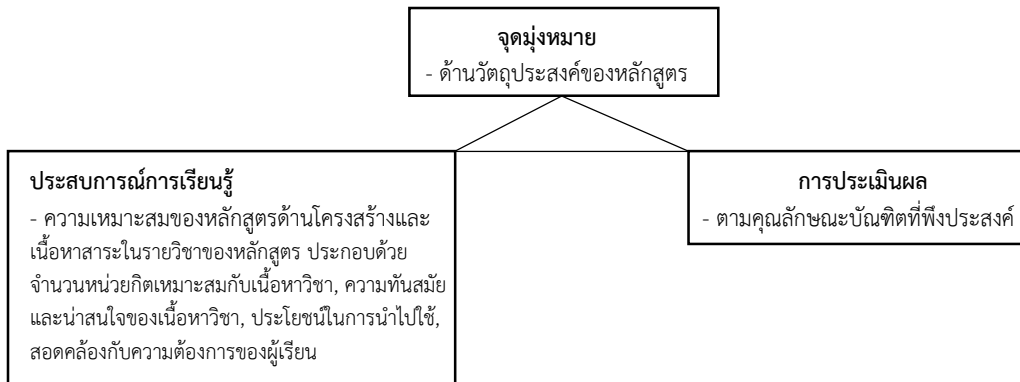 จุดมุ่งหมาย
- ด้านวัตถุประสงค์ของหลักสูตร
ประสบการณ์การเรียนรู้
- ความเหมาะสมของหลักสูตรด้านโครงสร้างและ
เนื้อหาสาระในรายวิชาของหลักสูตร ประกอบด้วย
จำนวนหน่วยกิตเหมาะสมกับเนื้อหาวิชา, ความทันสมัย
และน่าสนใจของเนื้อหาวิชา, ประโยชน์ในการนำไปใช้,
สอดคล้องกับความต้องการของผู้เรียน
การประเมินผล
- ตามคุณลักษณะบัณฑิตที่พึงประสงค์